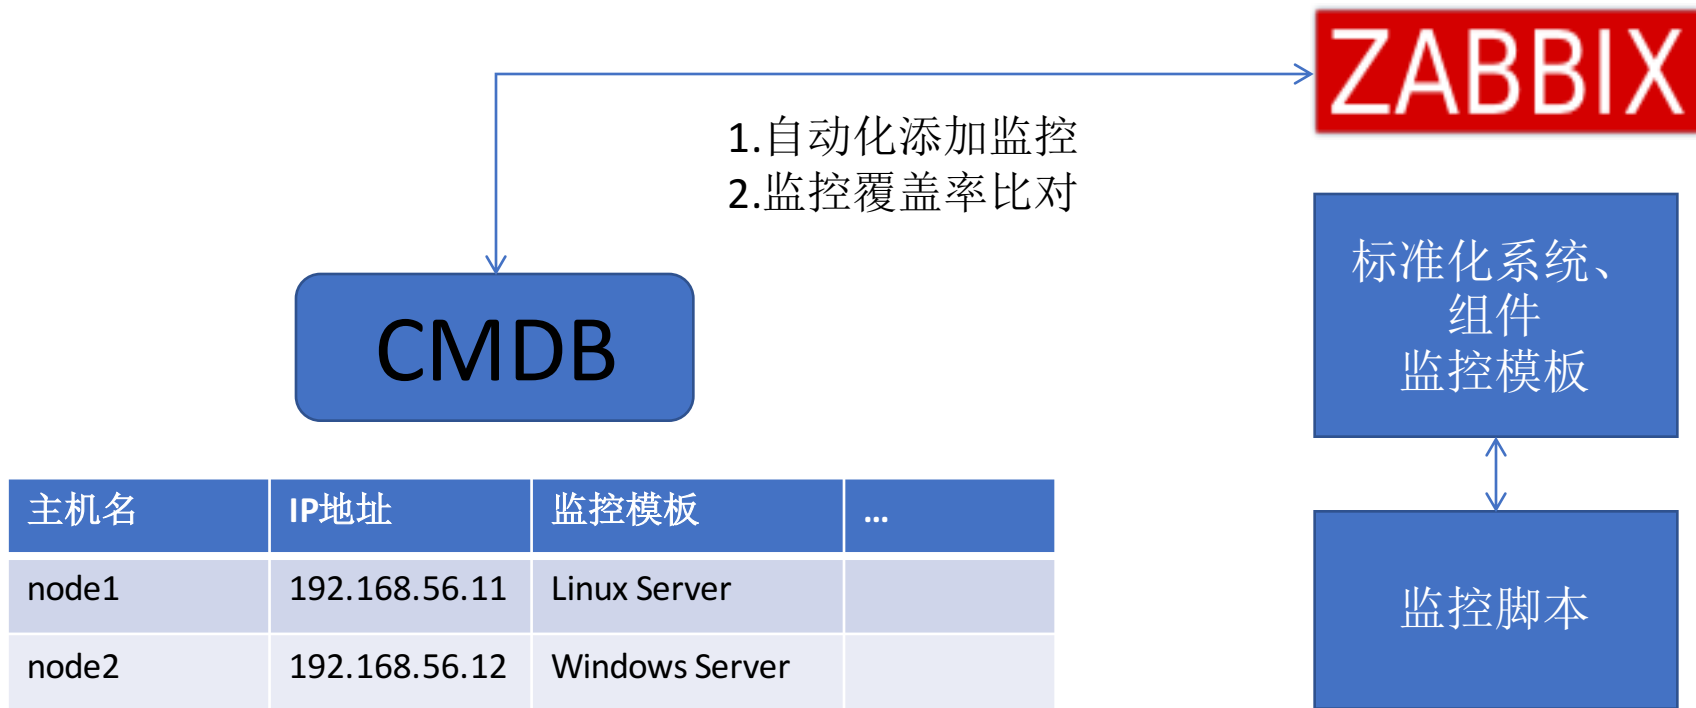 ZABBIX
1.自动化添加监控
2.监控覆盖率比对
CMDB
标准化系统、
组件
监控模板
监控脚本
主机名 IP地址 监控模板 ...
node1 192.168.56.11 Linux Server
node2 192.168.56.12 Windows Server